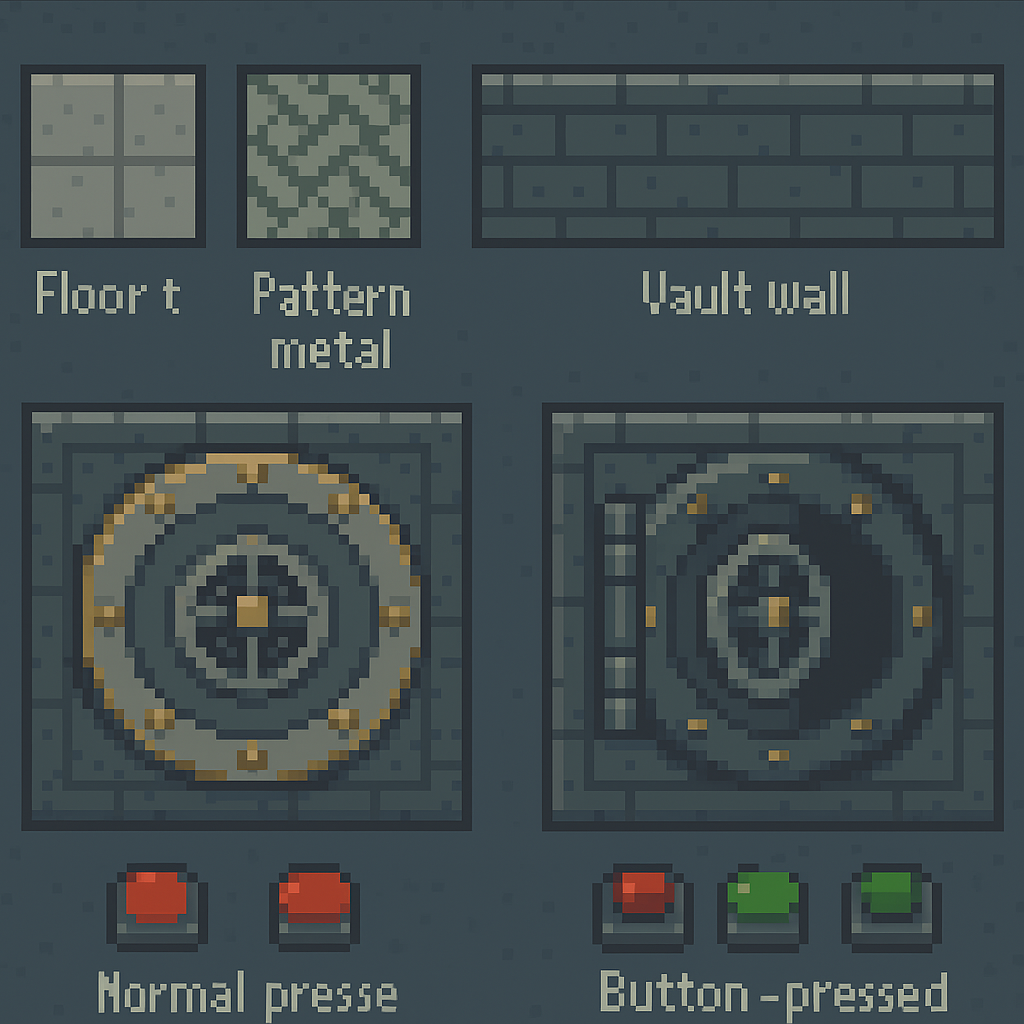 Floor t
Pattern
metal
Vault wall
Normal presse
Button-pressed